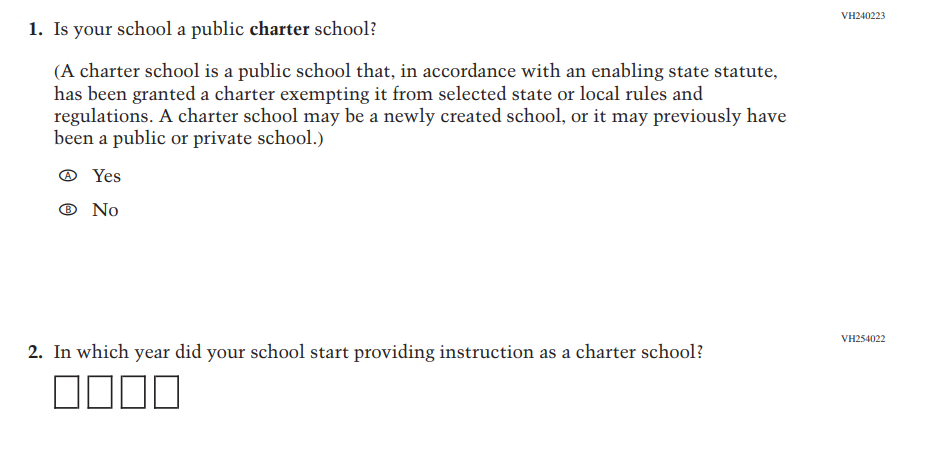 VH240223
1. Is your school a public charter school?
(A charter school is a public school that, in accordance with an enabling state statute,
has been granted a charter exempting it from selected state or local rules and
regulations. A charter school may be a newly created school, or it may previously have
been a public or private school.)
A Yes
B No
VH254022
2. In which year did your school start providing instruction as a charter school?